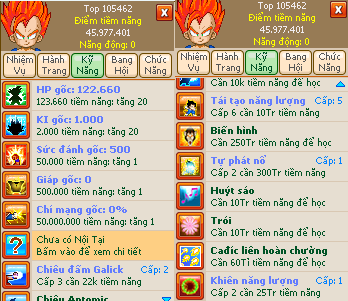 Top 105462
Điểm tiềm năng
45.977.401
Năng động: 0
Nhiệm Vụ
Hành Trang
Kỹ Năng
Bang Hội
Chức Năng
HP gốc: 122.660
123.660 tiềm năng: tăng 20
KI gốc: 1.000
2.000 tiềm năng: tăng 20
Sức đánh gốc: 500
50.000 tiềm năng: tăng 1
Giáp gốc: 0
500.000 tiềm năng: tăng 1
Chí mạng gốc: 0%
50.000.000 tiềm năng: tăng 1
Chưa có Nội Tại
Bấm vào để xem chi tiết
Chiêu đấm Galick Cấp: 2
Cấp 3 cần 22k tiềm năng
Chiêu Antomic
Top 105462
Điểm tiềm năng
45.977.401
Năng động: 0
Nhiệm Vụ
Hành Trang
Kỹ Năng
Bang Hội
Chức Năng
Cần 10k tiềm năng để học
Tái tạo năng lượng Cấp: 5
Cấp 6 cần 10Tr tiềm năng
Biến hình
Cần 250Tr tiềm năng để học
Tự phát nổ Cấp: 1
Cấp 2 cần 300Tr tiềm năng
Huýt sáo
Cần 10Tr tiềm năng để học
Trói
Cần 10Tr tiềm năng để học
Cađíc liên hoàn chưởng
Cần 60Tỉ tiềm năng để học
Khiên năng lượng Cấp: 1
Cấp 2 cần 25Tr tiềm năng